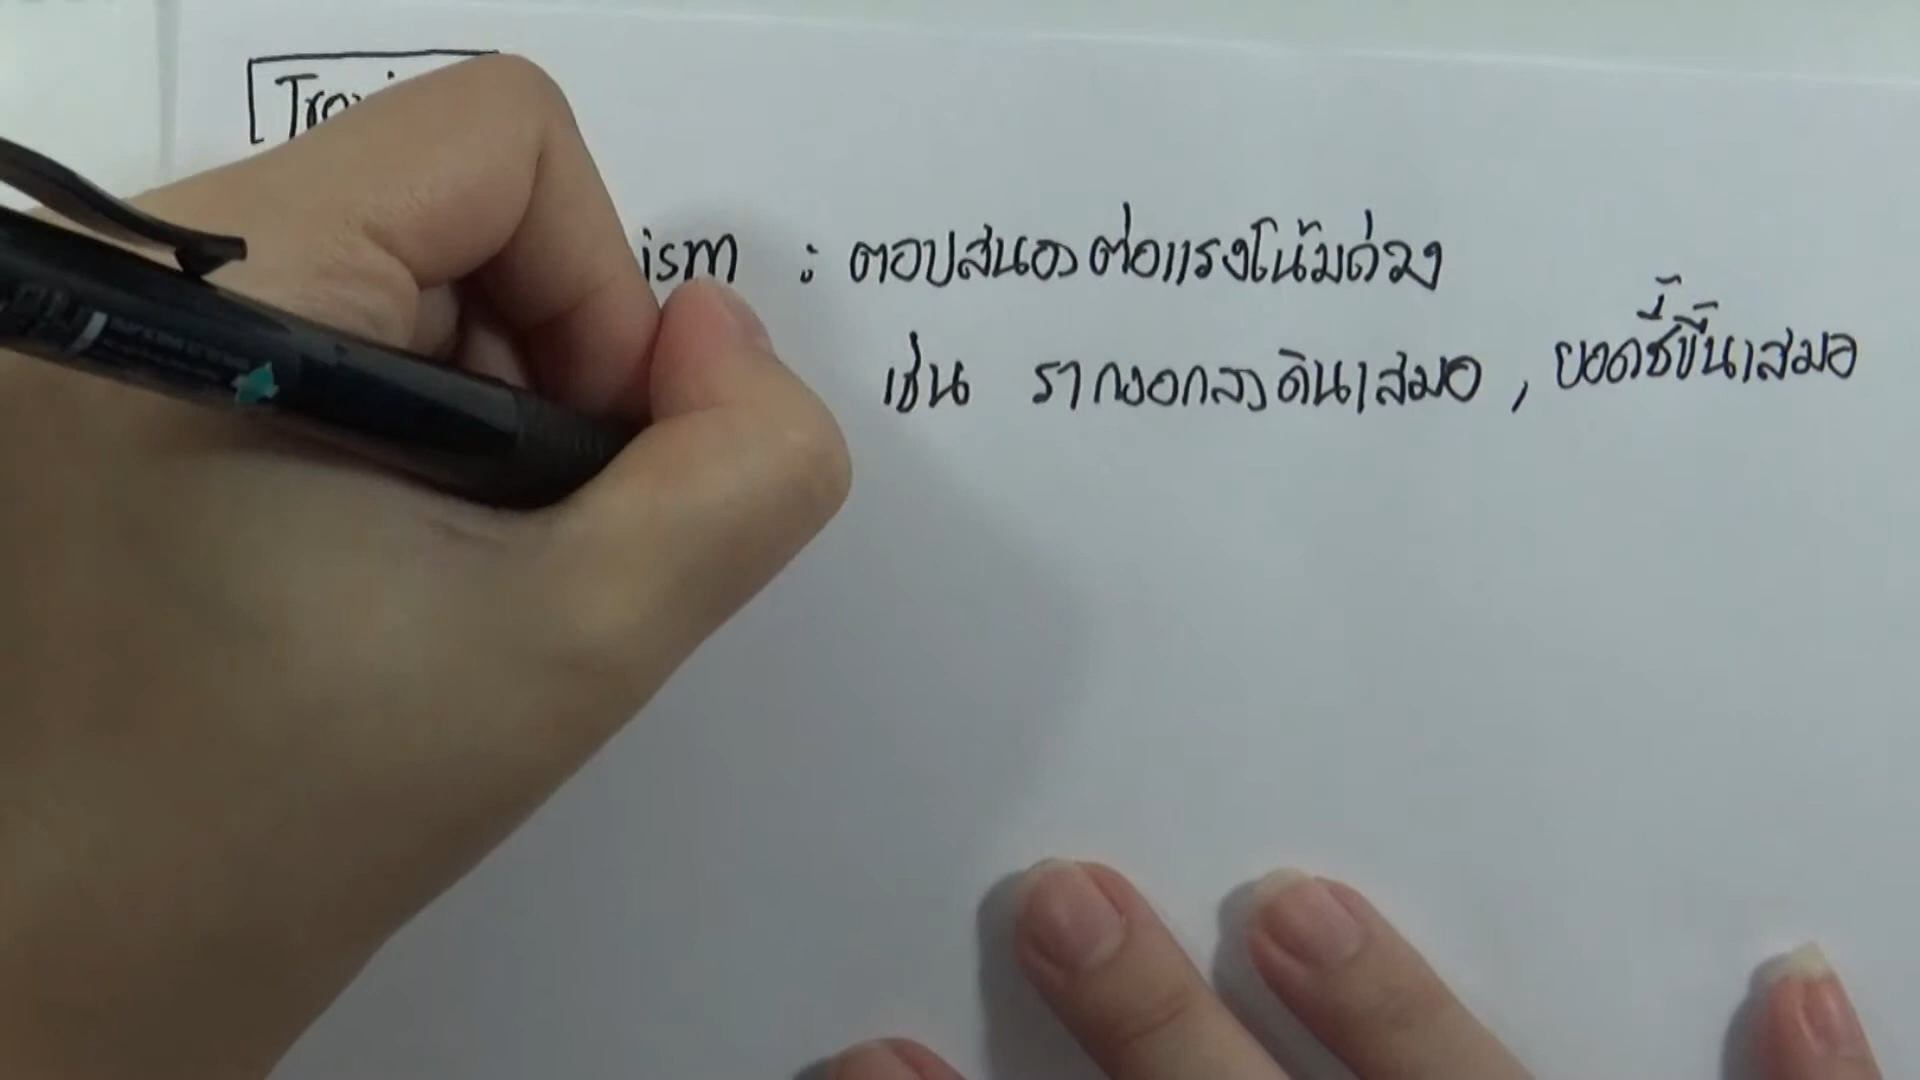 ism : ตอบสนองต่อแรงโน้มถ่วง
เช่น รากงอกลงดินเสมอ , ยอดชี้ขึ้นเสมอ